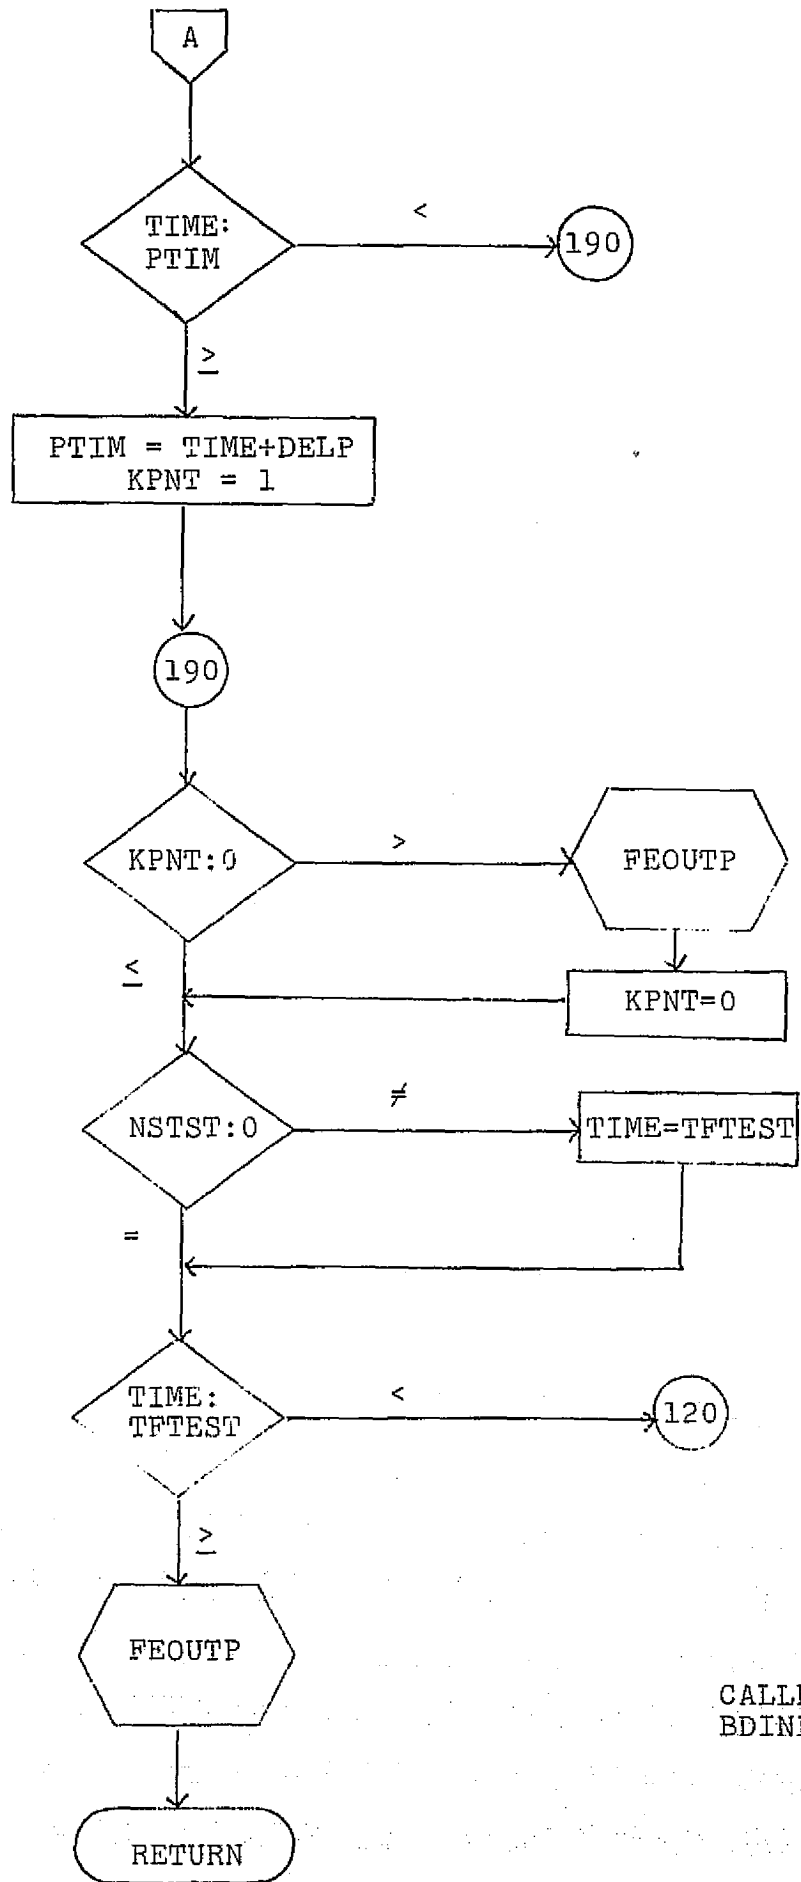 A
TIME:
PTIM
<
190
≥
PTIM = TIME+DELP
KPNT = 1
190
KPNT:0
>
FEOUTP
≤
KPNT=0
NSTST:0
≠
TIME=TFTEST
=
TIME:
TFTEST
<
120
≥
FEOUTP
RETURN